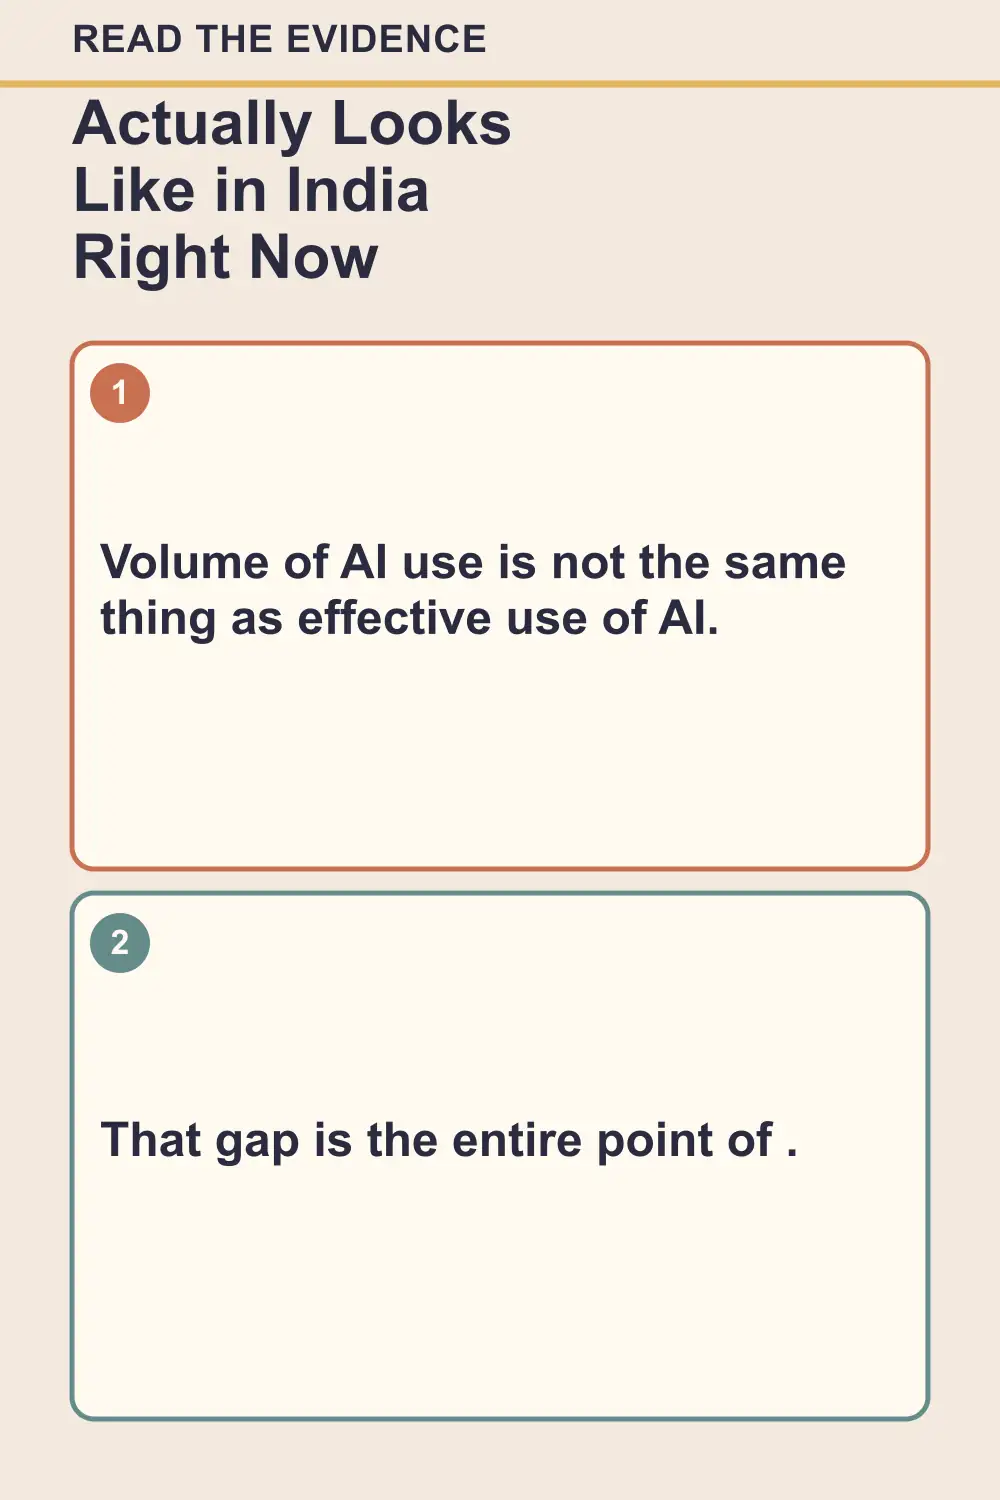 READ THE EVIDENCE
Actually Looks
Like in India
Right Now
1
Volume of AI use is not the same
thing as effective use of AI.
2
That gap is the entire point of .